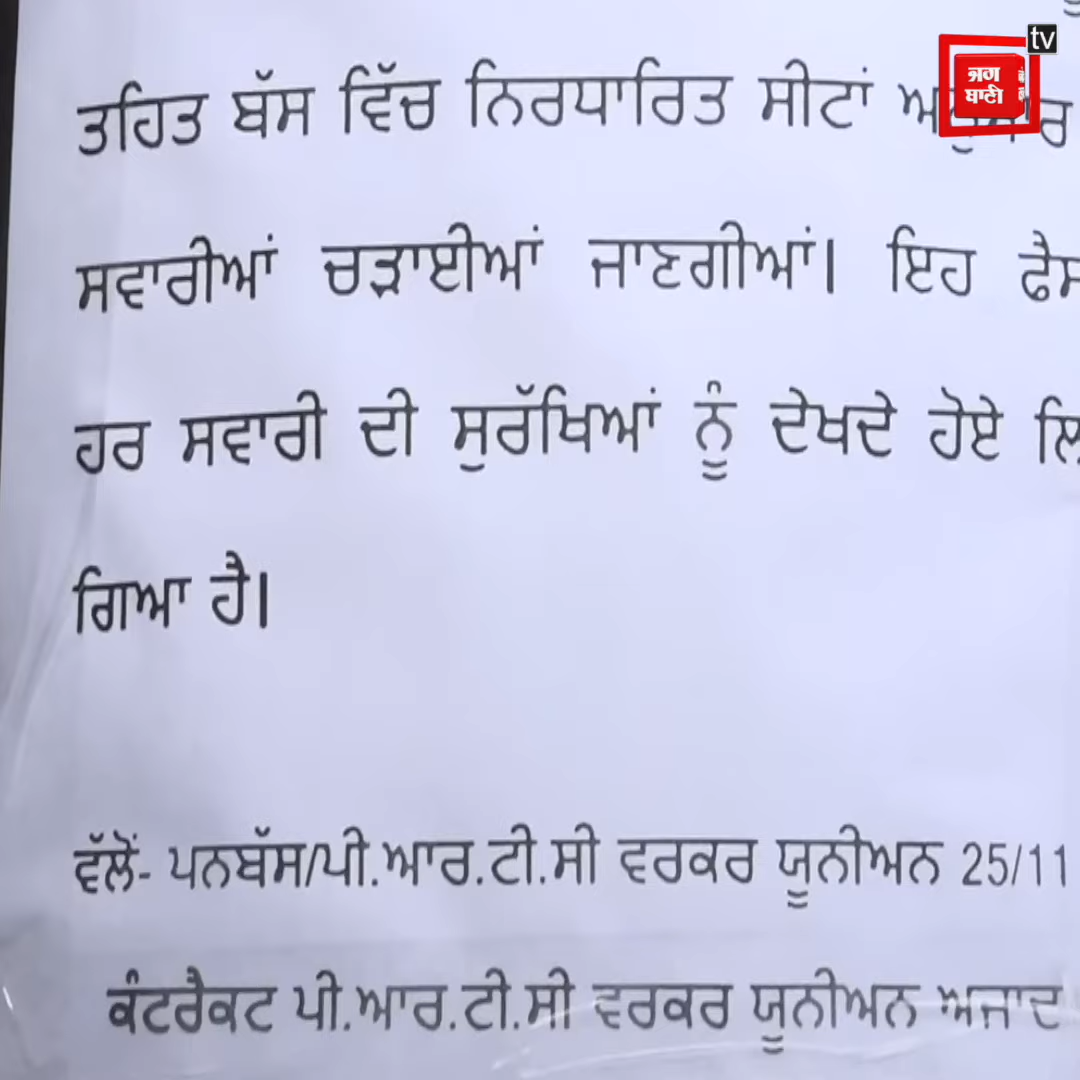 tv
ਜਗ
ਬਾਣੀ
ਤਹਿਤ ਬੱਸ ਵਿੱਚ ਨਿਰਧਾਰਿਤ ਸੀਟਾਂ
ਸਵਾਰੀਆਂ ਚੜਾਈਆਂ ਜਾਣਗੀਆਂ। ਇਹ
ਹਰ ਸਵਾਰੀ ਦੀ ਸੁਰੱਖਿਆਂ ਨੂੰ ਦੇਖਦੇ ਹੋਏ
ਗਿਆ ਹੈ।
ਵੱਲੋਂ- ਪਨਬੱਸ/ਪੀ.ਆਰ.ਟੀ.ਸੀ ਵਰਕਰ ਯੂਨੀਅਨ 25/11
ਕੰਟਰੈਕਟ ਪੀ.ਆਰ.ਟੀ.ਸੀ ਵਰਕਰ ਯੂਨੀਅਨ ਅਜਾਦ